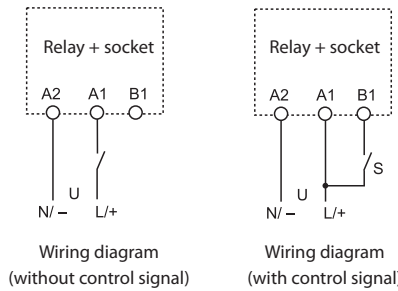 Relay + socket
A2 A1 B1
U
N/ – L/+
Wiring diagram
(without control signal)
Relay + socket
A2 A1 B1
S
U
N/ – L/+
Wiring diagram
(with control signal)